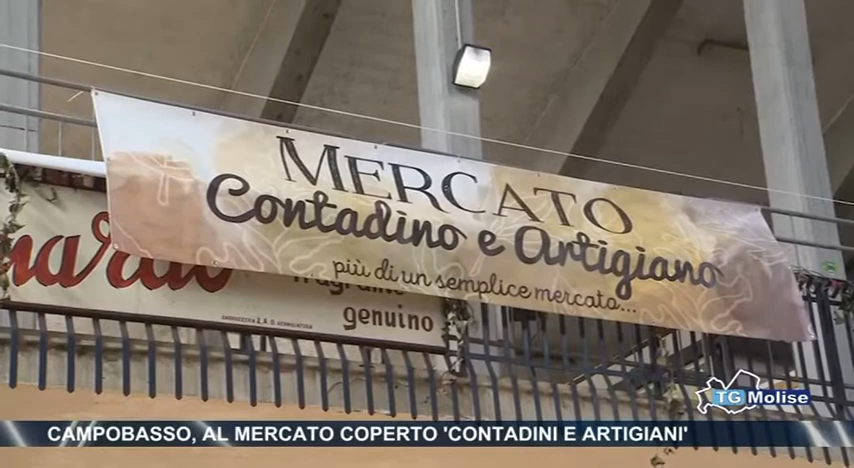 MERCATO
Contadino e Artigiano
più di un semplice mercato...
genuino
TG Molise
CAMPOBASSO, AL MERCATO COPERTO 'CONTADINI E ARTIGIANI'